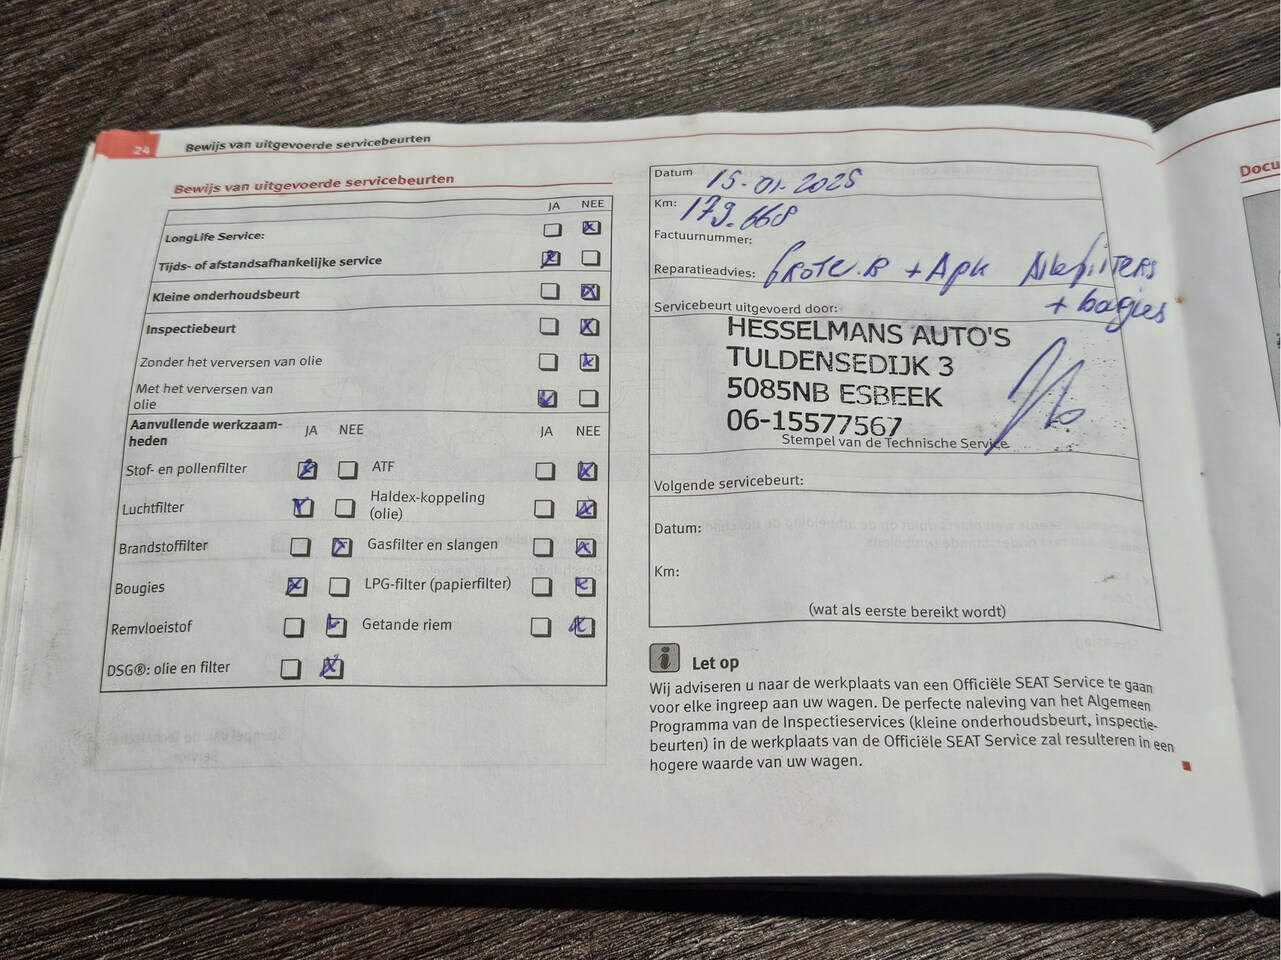 24 Bewijs van uitgevoerde servicebeurten
Bewijs van uitgevoerde servicebeurten
JA NEE
LongLife Service:
Tijds- of afstandsafhankelijke service
Kleine onderhoudsbeurt
Inspectiebeurt
Zonder het verversen van olie
Met het verversen van
olie
Aanvullende werkzaam-
heden
JA NEE JA NEE
Stof- en pollenfilter ATF
Luchtfilter Haldex-koppeling
(olie)
Brandstoffilter Gasfilter en slangen
Bougies LPG-filter (papierfilter)
Remvloeistof Getande riem
DSG®: olie en filter
Datum 15-01-2025
Km: 179.668
Factuurnummer:
Reparatieadvies: Grote.B + Apk Allefilters
+ bogies
Servicebeurt uitgevoerd door:
HESSELMANS AUTO'S
TULDENSEDIJK 3
5085NB ESBEEK
06-15577567
Stempel van de Technische Service
Volgende servicebeurt:
Datum:
Km:
(wat als eerste bereikt wordt)
i Let op
Wij adviseren u naar de werkplaats van een Officiële SEAT Service te gaan
voor elke ingreep aan uw wagen. De perfecte naleving van het Algemeen
Programma van de Inspectieservices (kleine onderhoudsbeurt, inspectie-
beurten) in de werkplaats van de Officiële SEAT Service zal resulteren in een
hogere waarde van uw wagen.
Docu